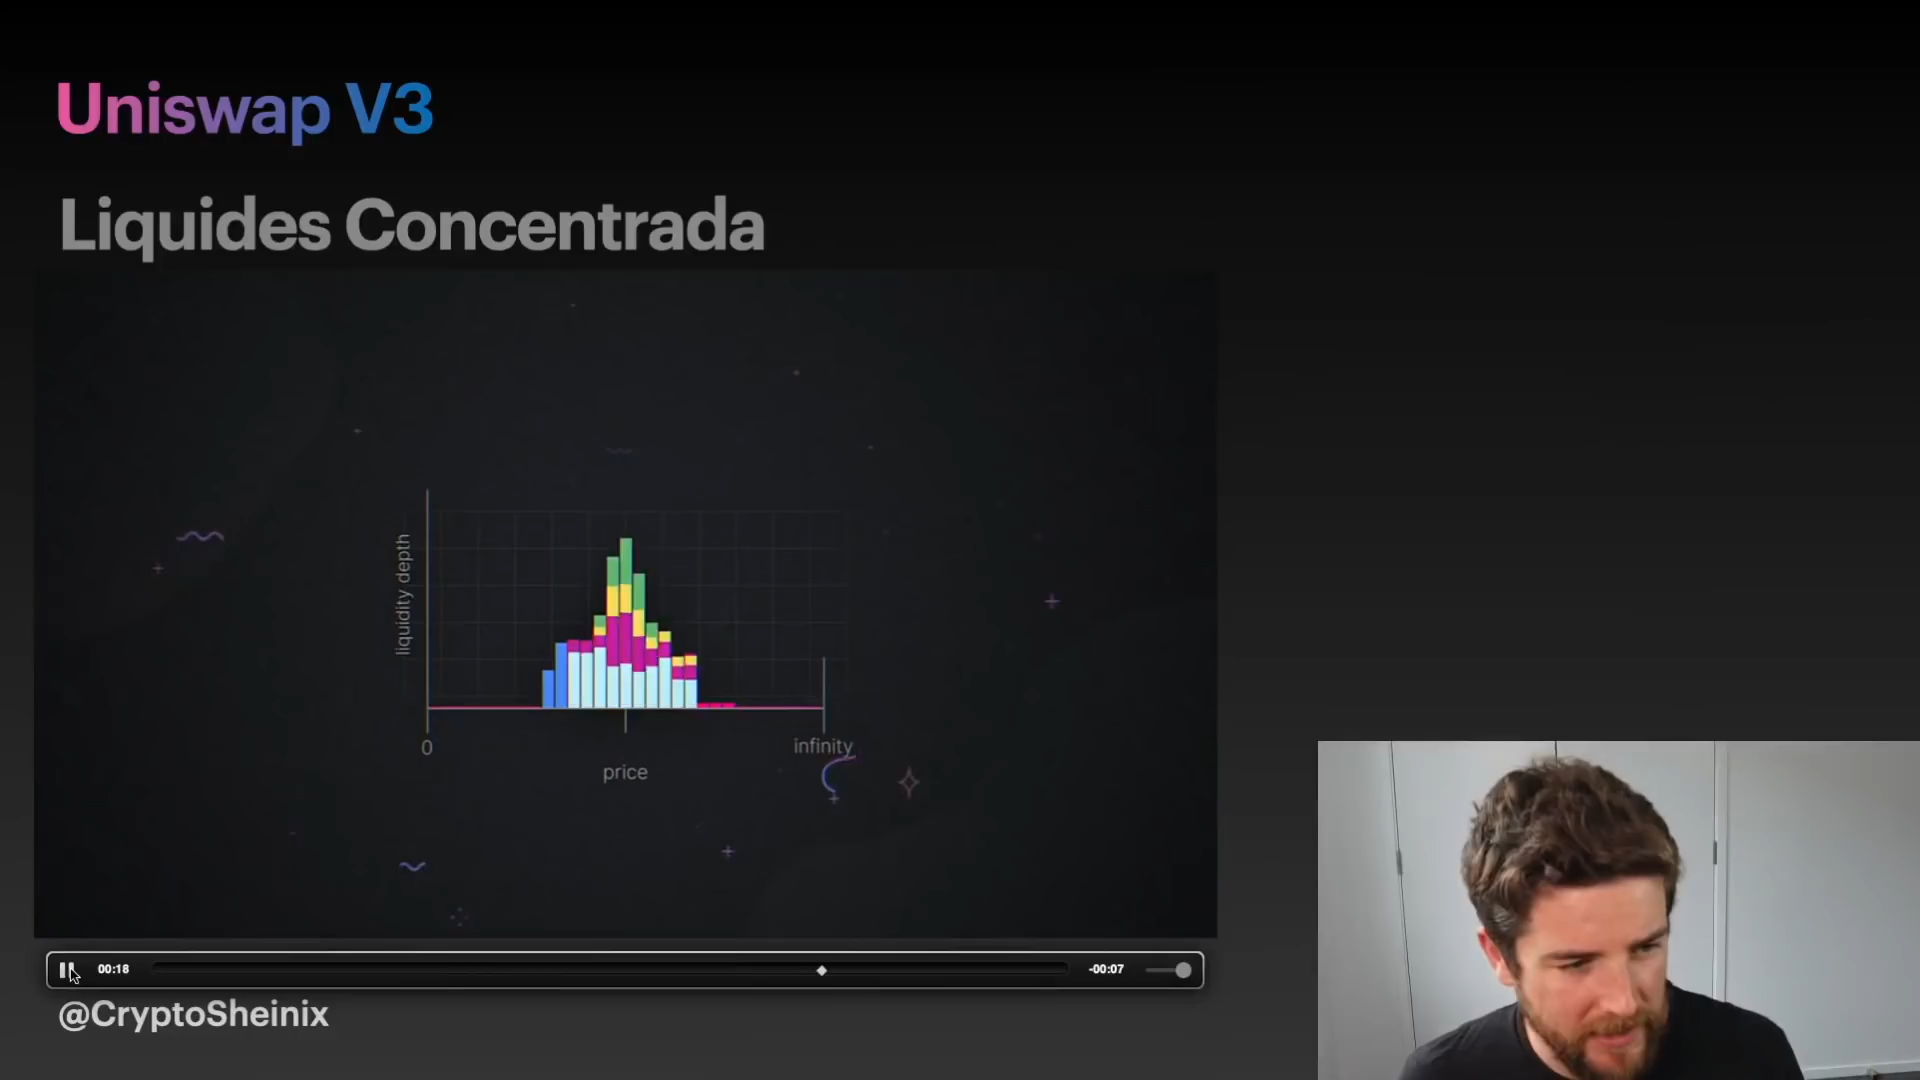 Uniswap V3
Liquides Concentrada
liquidity depth
0
infinity
price
00:18
-00:07
@CryptoSheinix